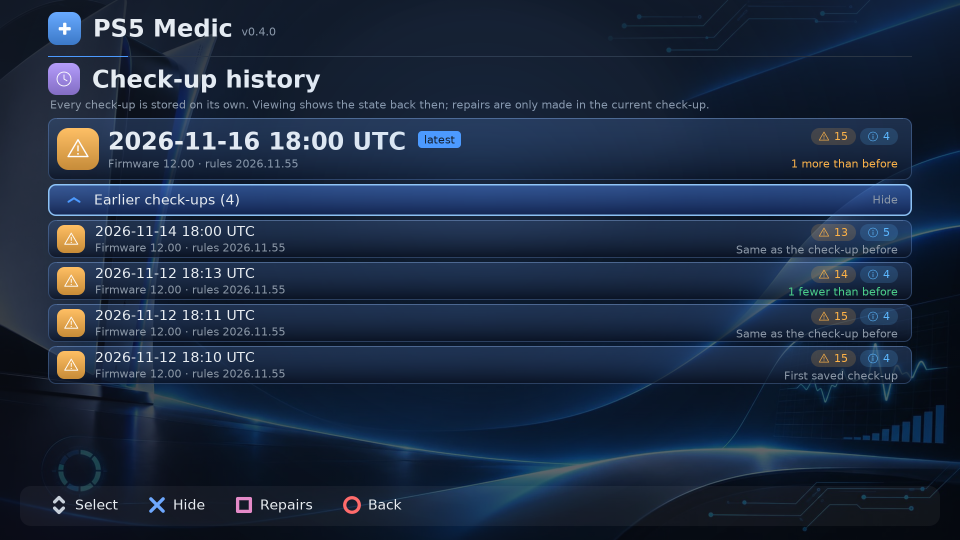 PS5 Medic v0.4.0
Check-up history
Every check-up is stored on its own. Viewing shows the state back then; repairs are only made in the current check-up.
2026-11-16 18:00 UTC latest 15 4
Firmware 12.00 · rules 2026.11.55 1 more than before
Earlier check-ups (4) Hide
2026-11-14 18:00 UTC 13 5
Firmware 12.00 · rules 2026.11.55 Same as the check-up before
2026-11-12 18:13 UTC 14 4
Firmware 12.00 · rules 2026.11.55 1 fewer than before
2026-11-12 18:11 UTC 15 4
Firmware 12.00 · rules 2026.11.55 Same as the check-up before
2026-11-12 18:10 UTC 15 4
Firmware 12.00 · rules 2026.11.55 First saved check-up
Select Hide Repairs Back